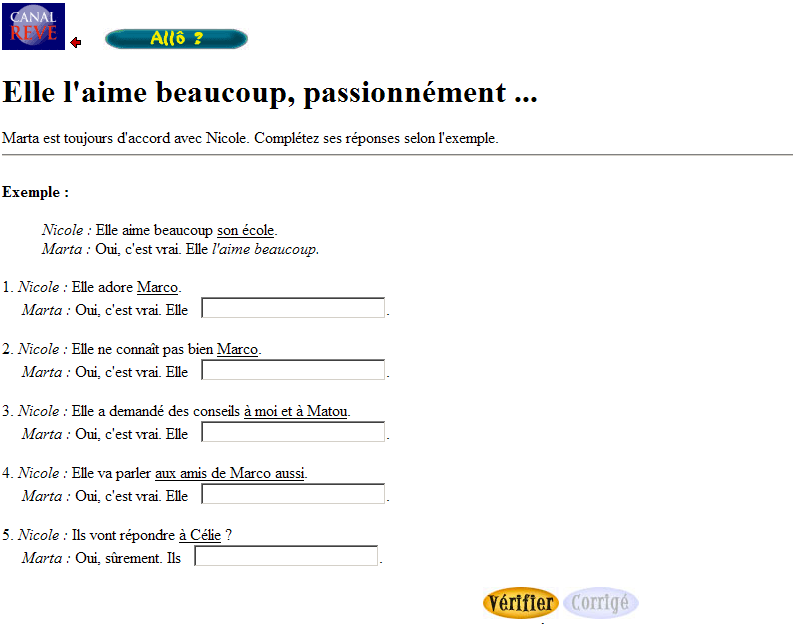 CANAL
REVE
Allô ?
Elle l'aime beaucoup, passionnément ...
Marta est toujours d'accord avec Nicole. Complétez ses réponses selon l'exemple.
Exemple :
Nicole : Elle aime beaucoup son école.
Marta : Oui, c'est vrai. Elle l'aime beaucoup.
1. Nicole : Elle adore Marco.
Marta : Oui, c'est vrai. Elle .
2. Nicole : Elle ne connaît pas bien Marco.
Marta : Oui, c'est vrai. Elle .
3. Nicole : Elle a demandé des conseils à moi et à Matou.
Marta : Oui, c'est vrai. Elle .
4. Nicole : Elle va parler aux amis de Marco aussi.
Marta : Oui, c'est vrai. Elle .
5. Nicole : Ils vont répondre à Célie ?
Marta : Oui, sûrement. Ils .
Vérifier Corrigé